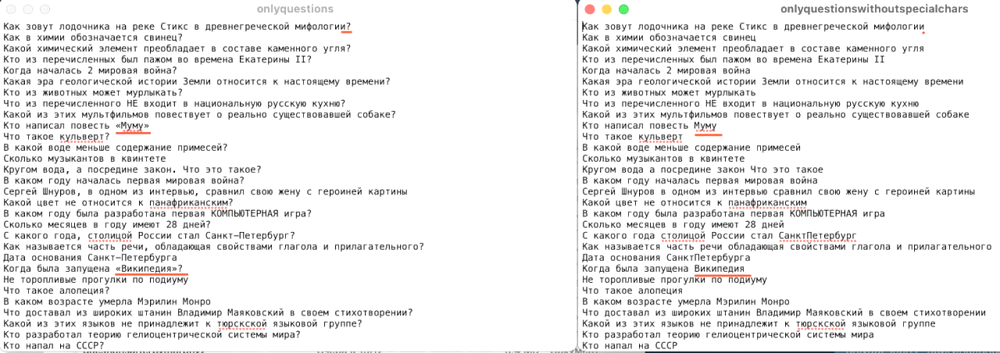 onlyquestions
Как зовут лодочника на реке Стикс в древнегреческой мифологии?
Как в химии обозначается свинец?
Какой химический элемент преобладает в составе каменного угля?
Кто из перечисленных был пажом во времена Екатерины II?
Когда началась 2 мировая война?
Какая эра геологической истории Земли относится к настоящему времени?
Кто из животных может мурлыкать?
Что из перечисленного НЕ входит в национальную русскую кухню?
Какой из этих мультфильмов повествует о реально существовавшей собаке?
Кто написал повесть «Муму»
Что такое кульверт?
В какой воде меньше содержание примесей?
Сколько музыкантов в квинтете
Кругом вода, а посредине закон. Что это такое?
В каком году началась первая мировая война?
Сергей Шнуров, в одном из интервью, сравнил свою жену с героиней картины
Какой цвет не относится к панафриканским?
В каком году была разработана первая КОМПЬЮТЕРНАЯ игра?
Сколько месяцев в году имеют 28 дней?
С какого года, столицой России стал Санкт-Петербург?
Как называется часть речи, обладающая свойствами глагола и прилагательного?
Дата основания Санкт-Петербурга
Когда была запущена «Википедия»?
Не торопливые прогулки по подиуму
Что такое алопеция?
В каком возрасте умерла Мэрилин Монро
Что доставал из широких штанин Владимир Маяковский в своем стихотворении?
Какой из этих языков не принадлежит к тюрскской языковой группе?
Кто разработал теорию гелиоцентрической системы мира?
Кто напал на СССР?
onlyquestionswithoutspecialchars
Как зовут лодочника на реке Стикс в древнегреческой мифологии
Как в химии обозначается свинец
Какой химический элемент преобладает в составе каменного угля
Кто из перечисленных был пажом во времена Екатерины II
Когда началась 2 мировая война
Какая эра геологической истории Земли относится к настоящему времени
Кто из животных может мурлыкать
Что из перечисленного НЕ входит в национальную русскую кухню
Какой из этих мультфильмов повествует о реально существовавшей собаке
Кто написал повесть Муму
Что такое кульверт
В какой воде меньше содержание примесей
Сколько музыкантов в квинтете
Кругом вода а посредине закон Что это такое
В каком году началась первая мировая война
Сергей Шнуров в одном из интервью сравнил свою жену с героиней картины
Какой цвет не относится к панафриканским
В каком году была разработана первая КОМПЬЮТЕРНАЯ игра
Сколько месяцев в году имеют 28 дней
С какого года столицой России стал СанктПетербург
Как называется часть речи обладающая свойствами глагола и прилагательного
Дата основания СанктПетербурга
Когда была запущена Википедия
Не торопливые прогулки по подиуму
Что такое алопеция
В каком возрасте умерла Мэрилин Монро
Что доставал из широких штанин Владимир Маяковский в своем стихотворении
Какой из этих языков не принадлежит к тюрскской языковой группе
Кто разработал теорию гелиоцентрической системы мира
Кто напал на СССР